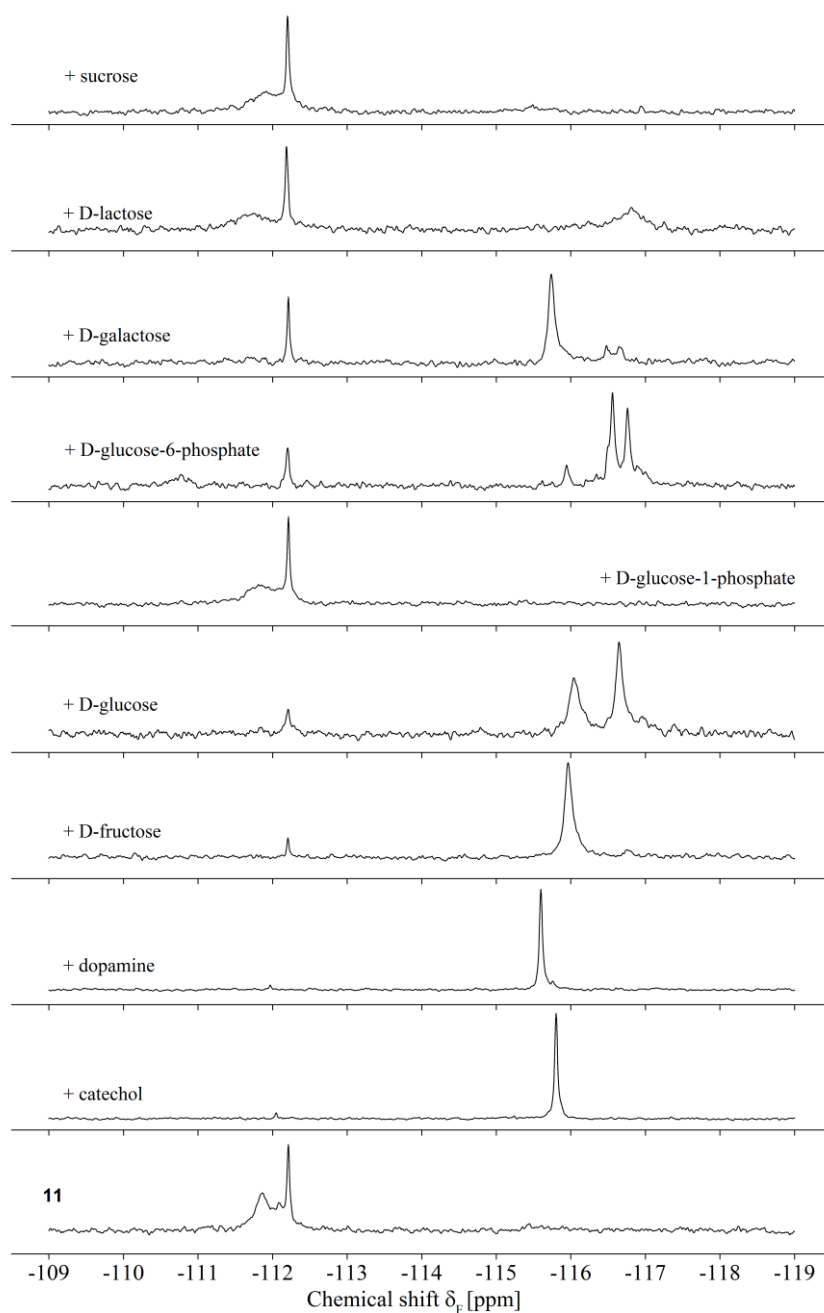 + sucrose
+ D-lactose
+ D-galactose
+ D-glucose-6-phosphate
+ D-glucose-1-phosphate
+ D-glucose
+ D-fructose
+ dopamine
+ catechol
11
-109 -110 -111 -112 -113 -114 -115 -116 -117 -118 -119
Chemical shift δF [ppm]